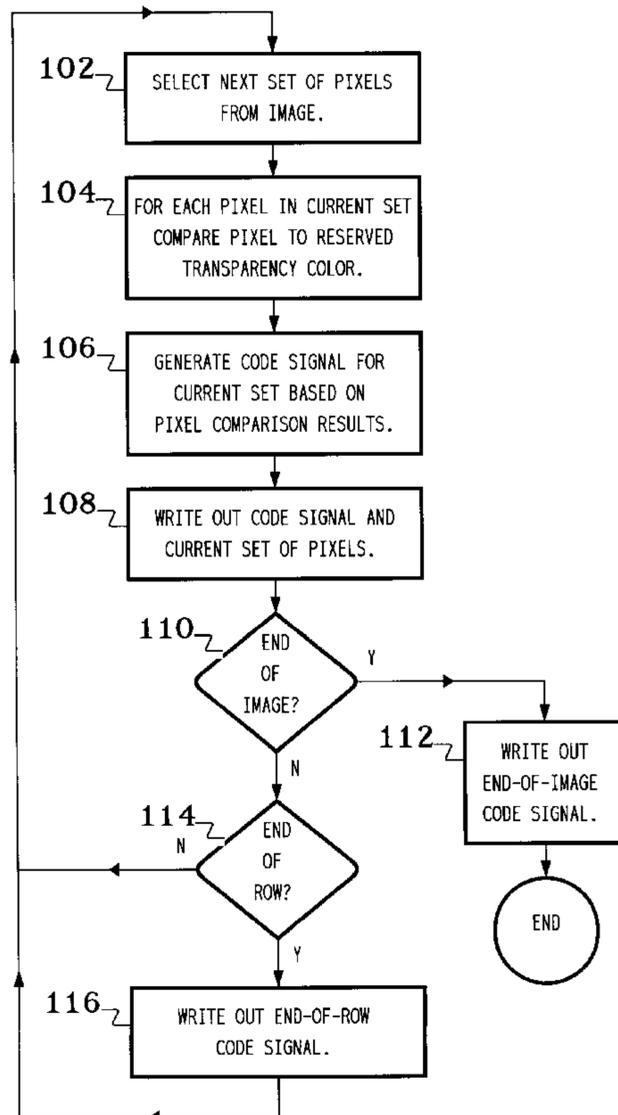 102
SELECT NEXT SET OF PIXELS
FROM IMAGE.
104
FOR EACH PIXEL IN CURRENT SET
COMPARE PIXEL TO RESERVED
TRANSPARENCY COLOR.
106
GENERATE CODE SIGNAL FOR
CURRENT SET BASED ON
PIXEL COMPARISON RESULTS.
108
WRITE OUT CODE SIGNAL AND
CURRENT SET OF PIXELS.
110
END
OF
IMAGE?
Y
N
112
WRITE OUT
END-OF-IMAGE
CODE SIGNAL.
END
114
END
OF
ROW?
N
Y
116
WRITE OUT END-OF-ROW
CODE SIGNAL.